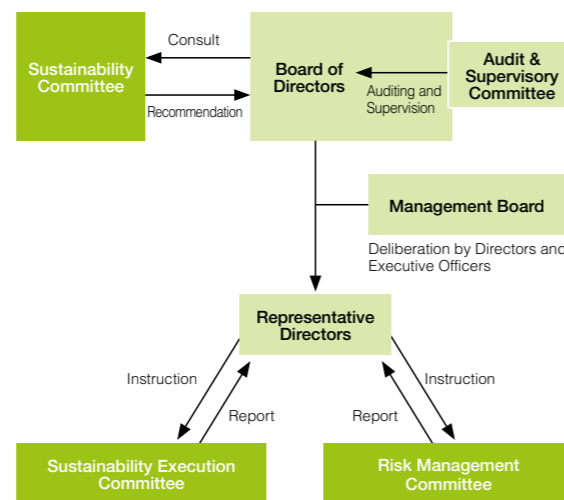 Consult
Sustainability
Committee
Recommendation
Board of
Directors
Auditing and
Supervision
Audit &
Supervisory
Committee
Management Board
Deliberation by Directors and
Executive Officers
Representative
Directors
Instruction
Report
Report
Instruction
Sustainability Execution
Committee
Risk Management
Committee